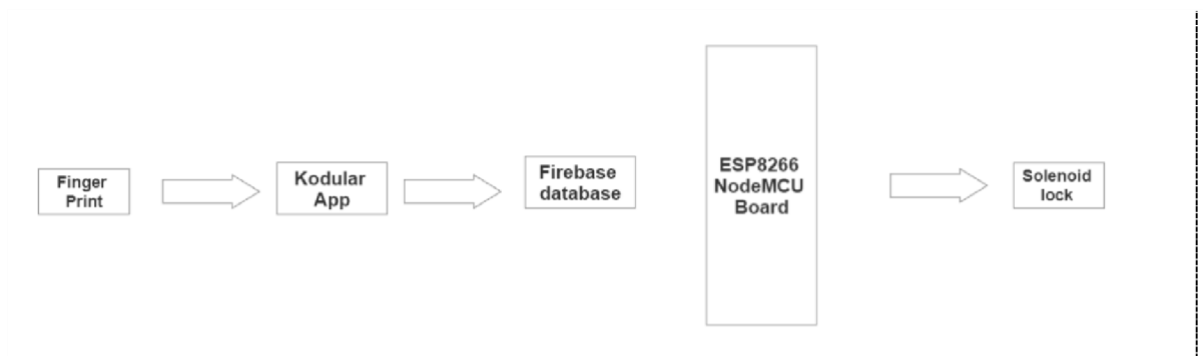 Finger
Print
Kodular
App
Firebase
database
ESP8266
NodeMCU
Board
Solenoid
lock